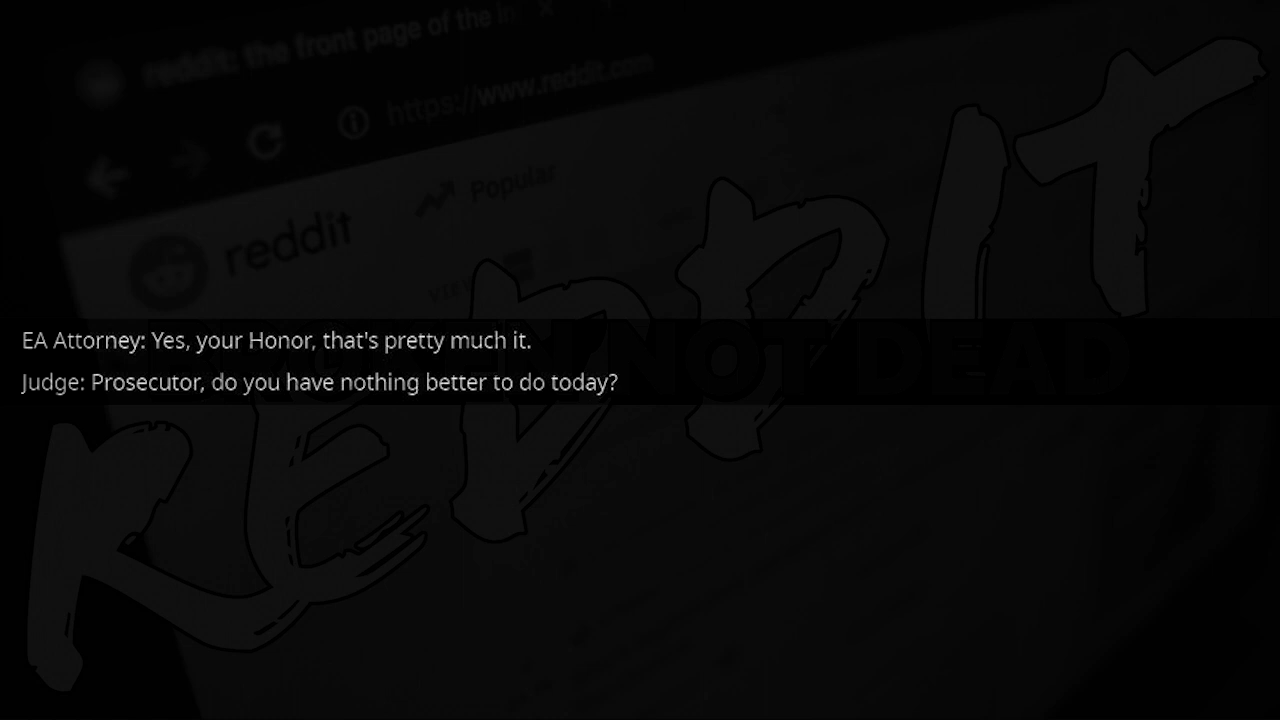 reddit: the front page of the in
https://www.reddit.com
Popular
reddit
REDDIT
NOT DEAD
EA Attorney: Yes, your Honor, that's pretty much it.
Judge: Prosecutor, do you have nothing better to do today?